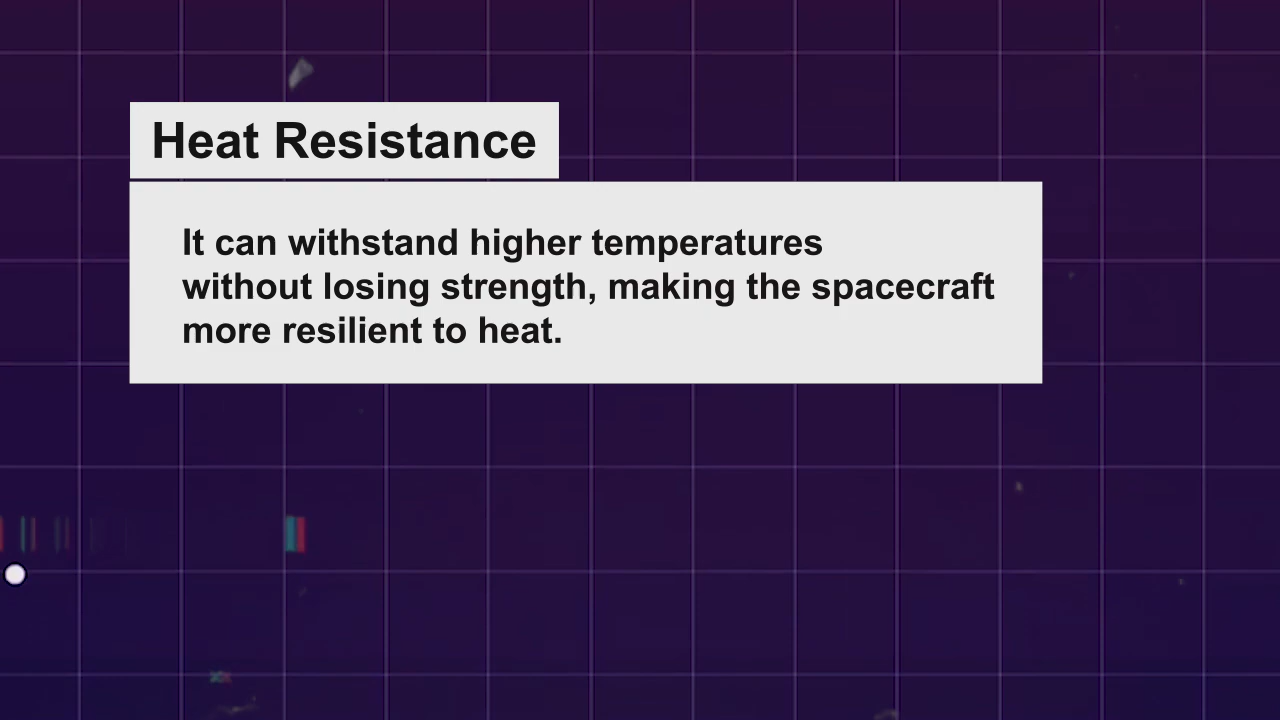 Heat Resistance
It can withstand higher temperatures
without losing strength, making the spacecraft
more resilient to heat.